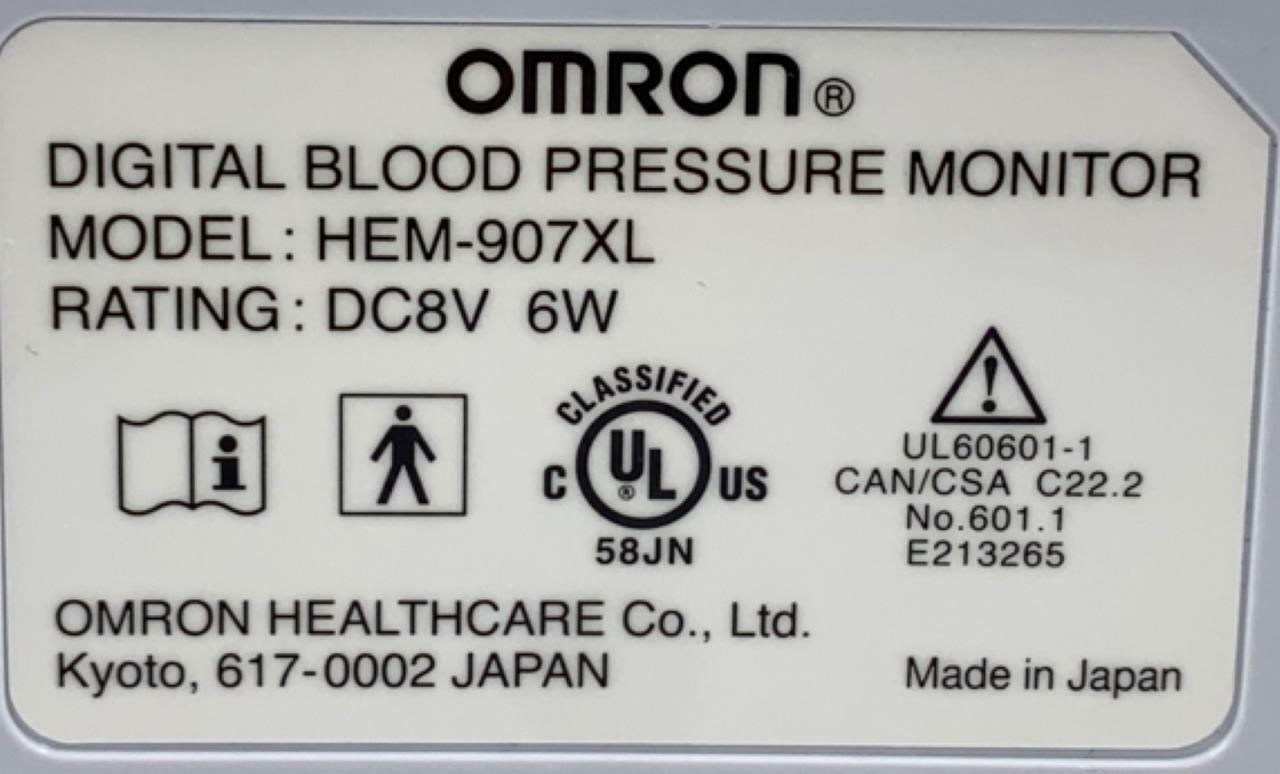 OMRON®
DIGITAL BLOOD PRESSURE MONITOR
MODEL : HEM-907XL
RATING : DC8V 6W
i
CLASSIFIED
C UL® US
58JN
!
UL60601-1
CAN/CSA C22.2
No.601.1
E213265
OMRON HEALTHCARE Co., Ltd.
Kyoto, 617-0002 JAPAN
Made in Japan